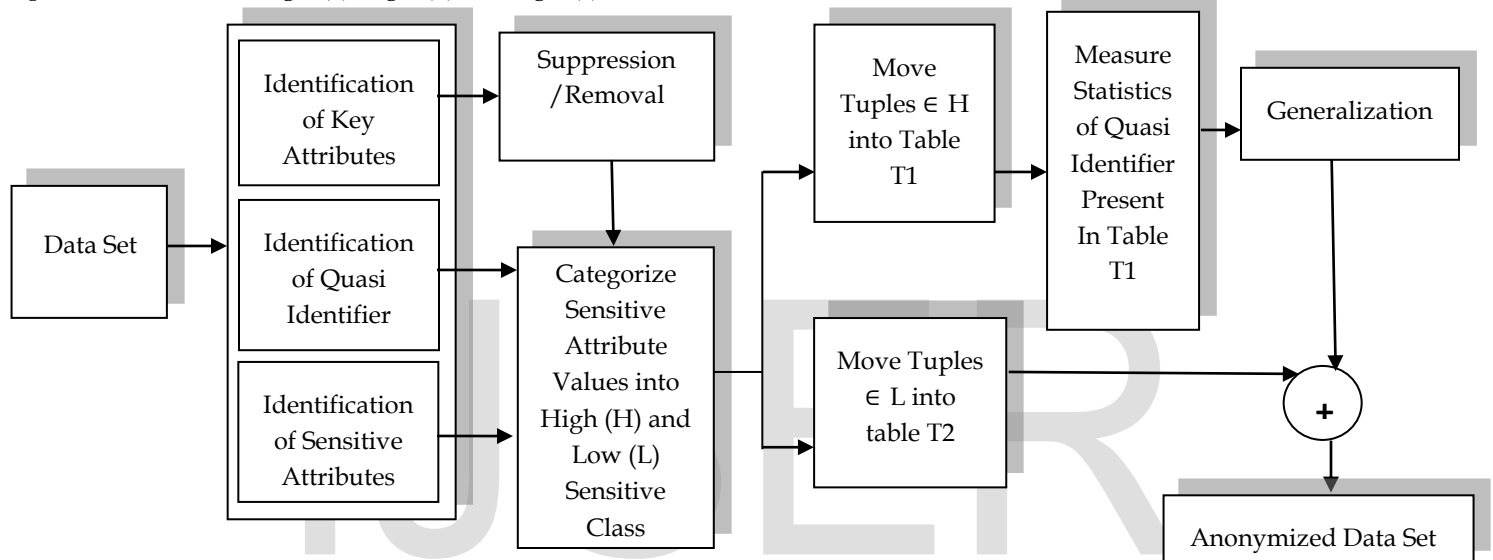 Data Set
Identification
of Key
Attributes
Identification
of Quasi
Identifier
Identification
of Sensitive
Attributes
Suppression
/Removal
Categorize
Sensitive
Attribute
Values into
High (H) and
Low (L)
Sensitive
Class
Move
Tuples ∈ H
into Table
T1
Move Tuples
∈ L into
table T2
Measure
Statistics
of Quasi
Identifier
Present
In Table
T1
Generalization
+
Anonymized Data Set
IJSER